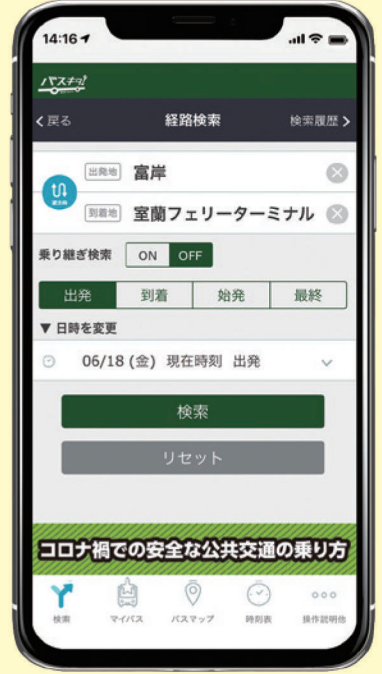 14:16
バスキタ!
戻る 経路検索 検索履歴
出発地 富岸
到着地 室蘭フェリーターミナル
乗り継ぎ検索 ON OFF
出発 到着 始発 最終
▼ 日時を変更
06/18 (金) 現在時刻 出発
検索
リセット
コロナ禍での安全な公共交通の乗り方
検索 マイバス バスマップ 時刻表 操作説明他